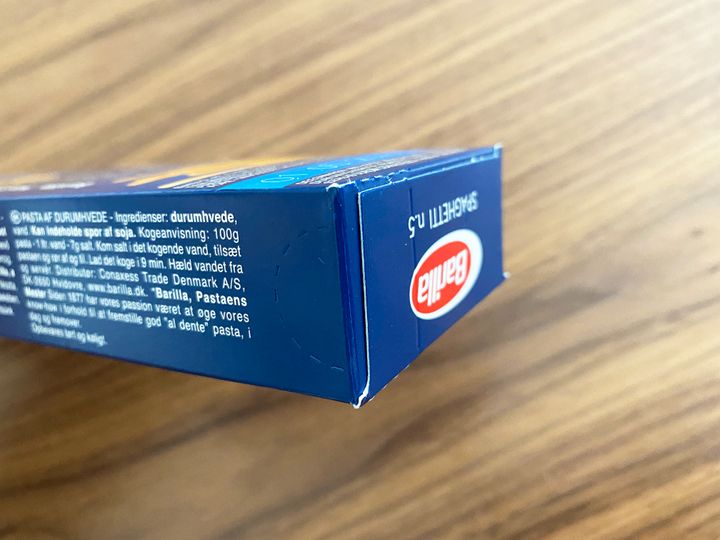 PASTA AF DURUMHVEDE - Ingredienser: durumhvede,
vand. Kan indeholde spor af soja. Kogeanvisning: 100g
pasta - 1 ltr. vand - 7g salt. Kom salt i det kogende vand, tilsæt
pastaen og rør af og til. Lad det koge i 9 min. Hæld vandet fra
og servér. Distributor: Conaxess Trade Denmark A/S,
DK-2650 Hvidovre, www.barilla.dk. *Barilla, Pastaens
Mester Siden 1877 har vores passion været at øge vores
know-how i forhold til at fremstille god "al dente" pasta, i
dag og fremover.
Opbevares tørt og køligt.
SPAGHETTI n.5
Barilla